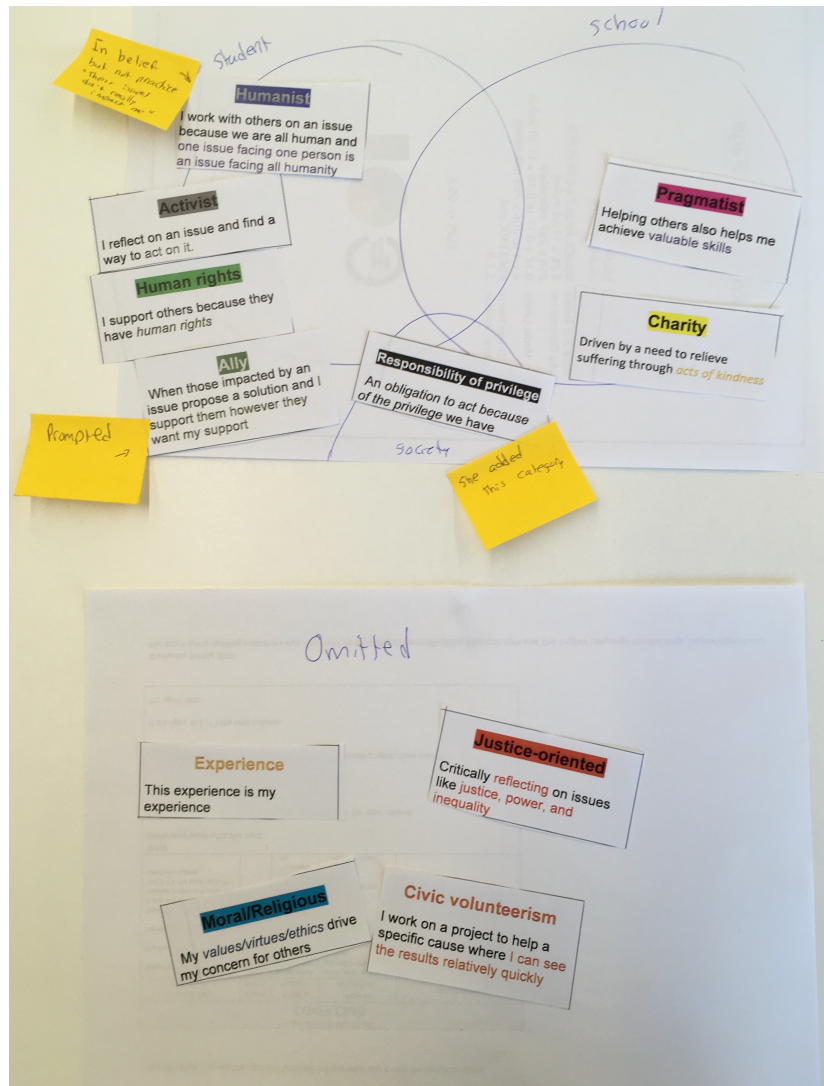 school
Student
In belief
but not practice
"These issues
don't really
impact me"
Humanist
I work with others on an issue
because we are all human and
one issue facing one person is
an issue facing all humanity
Activist
I reflect on an issue and find a
way to act on it.
Human rights
I support others because they
have human rights
Ally
When those impacted by an
issue propose a solution and I
support them however they
want my support
Prompted
Pragmatist
Helping others also helps me
achieve valuable skills
Charity
Driven by a need to relieve
suffering through acts of kindness
Responsibility of privilege
An obligation to act because
of the privilege we have
society
She added
this category
Omitted
Experience
This experience is my
experience
Justice-oriented
Critically reflecting on issues
like justice, power, and
inequality
Moral/Religious
My values/virtues/ethics drive
my concern for others
Civic volunteerism
I work on a project to help a
specific cause where I can see
the results relatively quickly